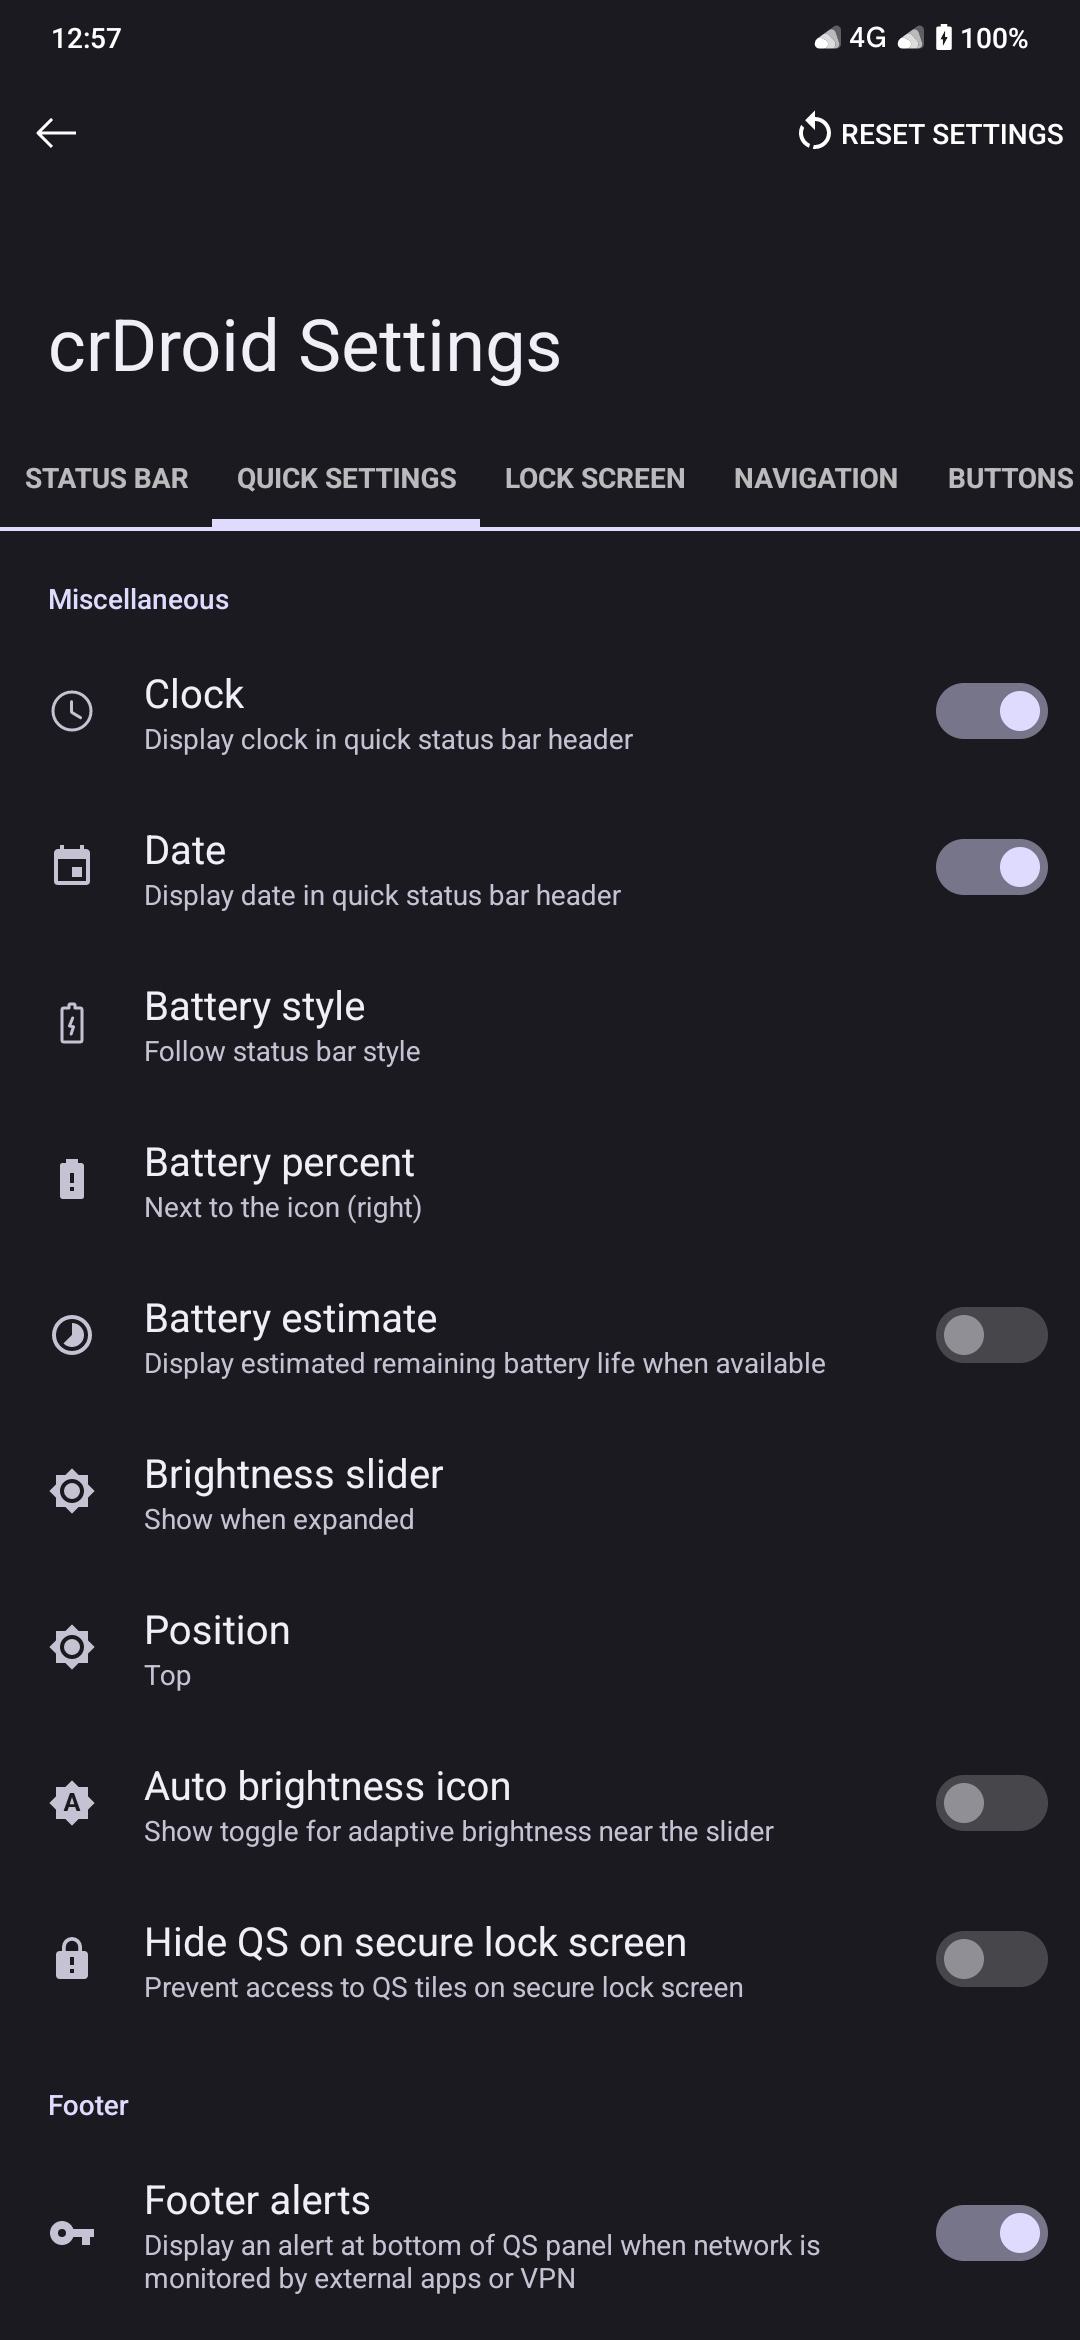 12:57
4G 100%
RESET SETTINGS
crDroid Settings
STATUS BAR QUICK SETTINGS LOCK SCREEN NAVIGATION BUTTONS
Miscellaneous
Clock
Display clock in quick status bar header
Date
Display date in quick status bar header
Battery style
Follow status bar style
Battery percent
Next to the icon (right)
Battery estimate
Display estimated remaining battery life when available
Brightness slider
Show when expanded
Position
Top
A
Auto brightness icon
Show toggle for adaptive brightness near the slider
Hide QS on secure lock screen
Prevent access to QS tiles on secure lock screen
Footer
Footer alerts
Display an alert at bottom of QS panel when network is
monitored by external apps or VPN